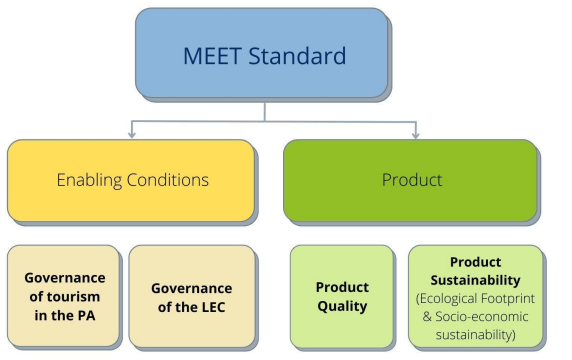 MEET Standard
Enabling Conditions
Product
Governance
of tourism
in the PA
Governance
of the LEC
Product
Quality
Product
Sustainability
(Ecological Footprint
& Socio-economic
sustainability)